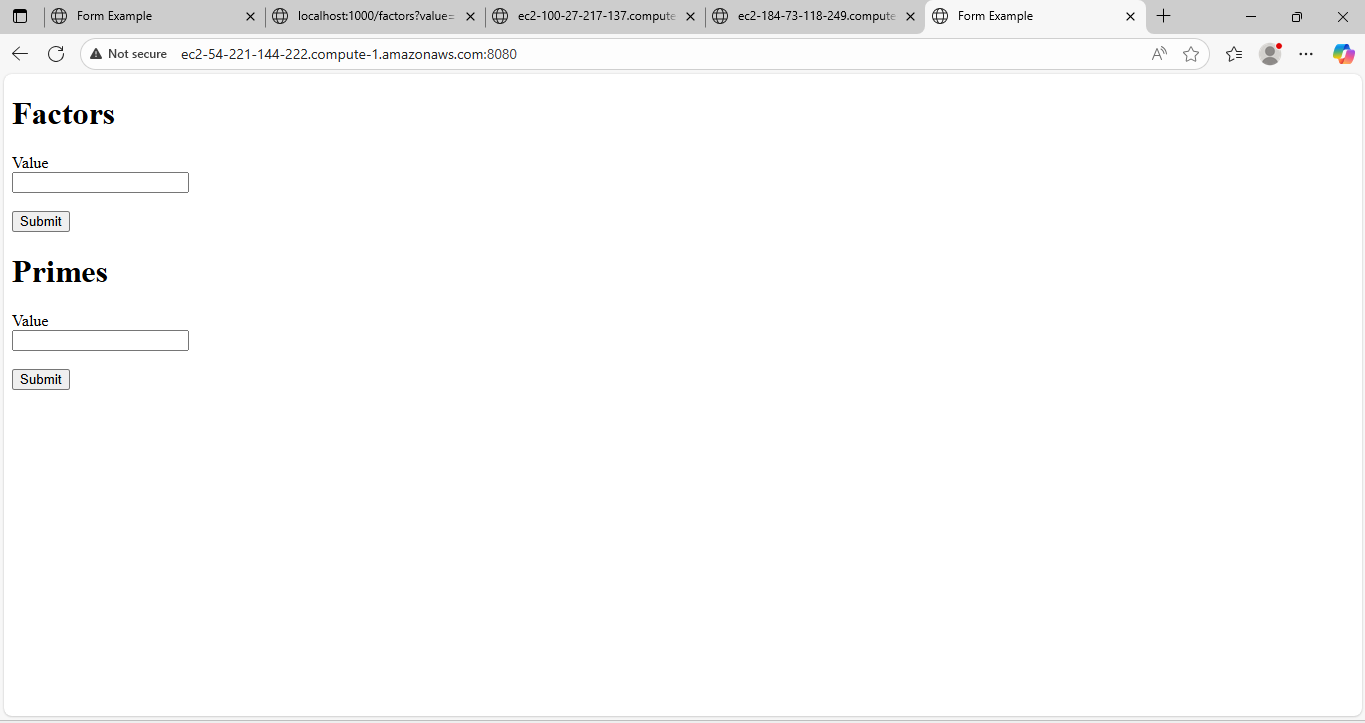 Form Example
localhost:1000/factors?value=
ec2-100-27-217-137.compute
ec2-184-73-118-249.compute
Form Example
Not secure
ec2-54-221-144-222.compute-1.amazonaws.com:8080
Factors
Value
Submit
Primes
Value
Submit